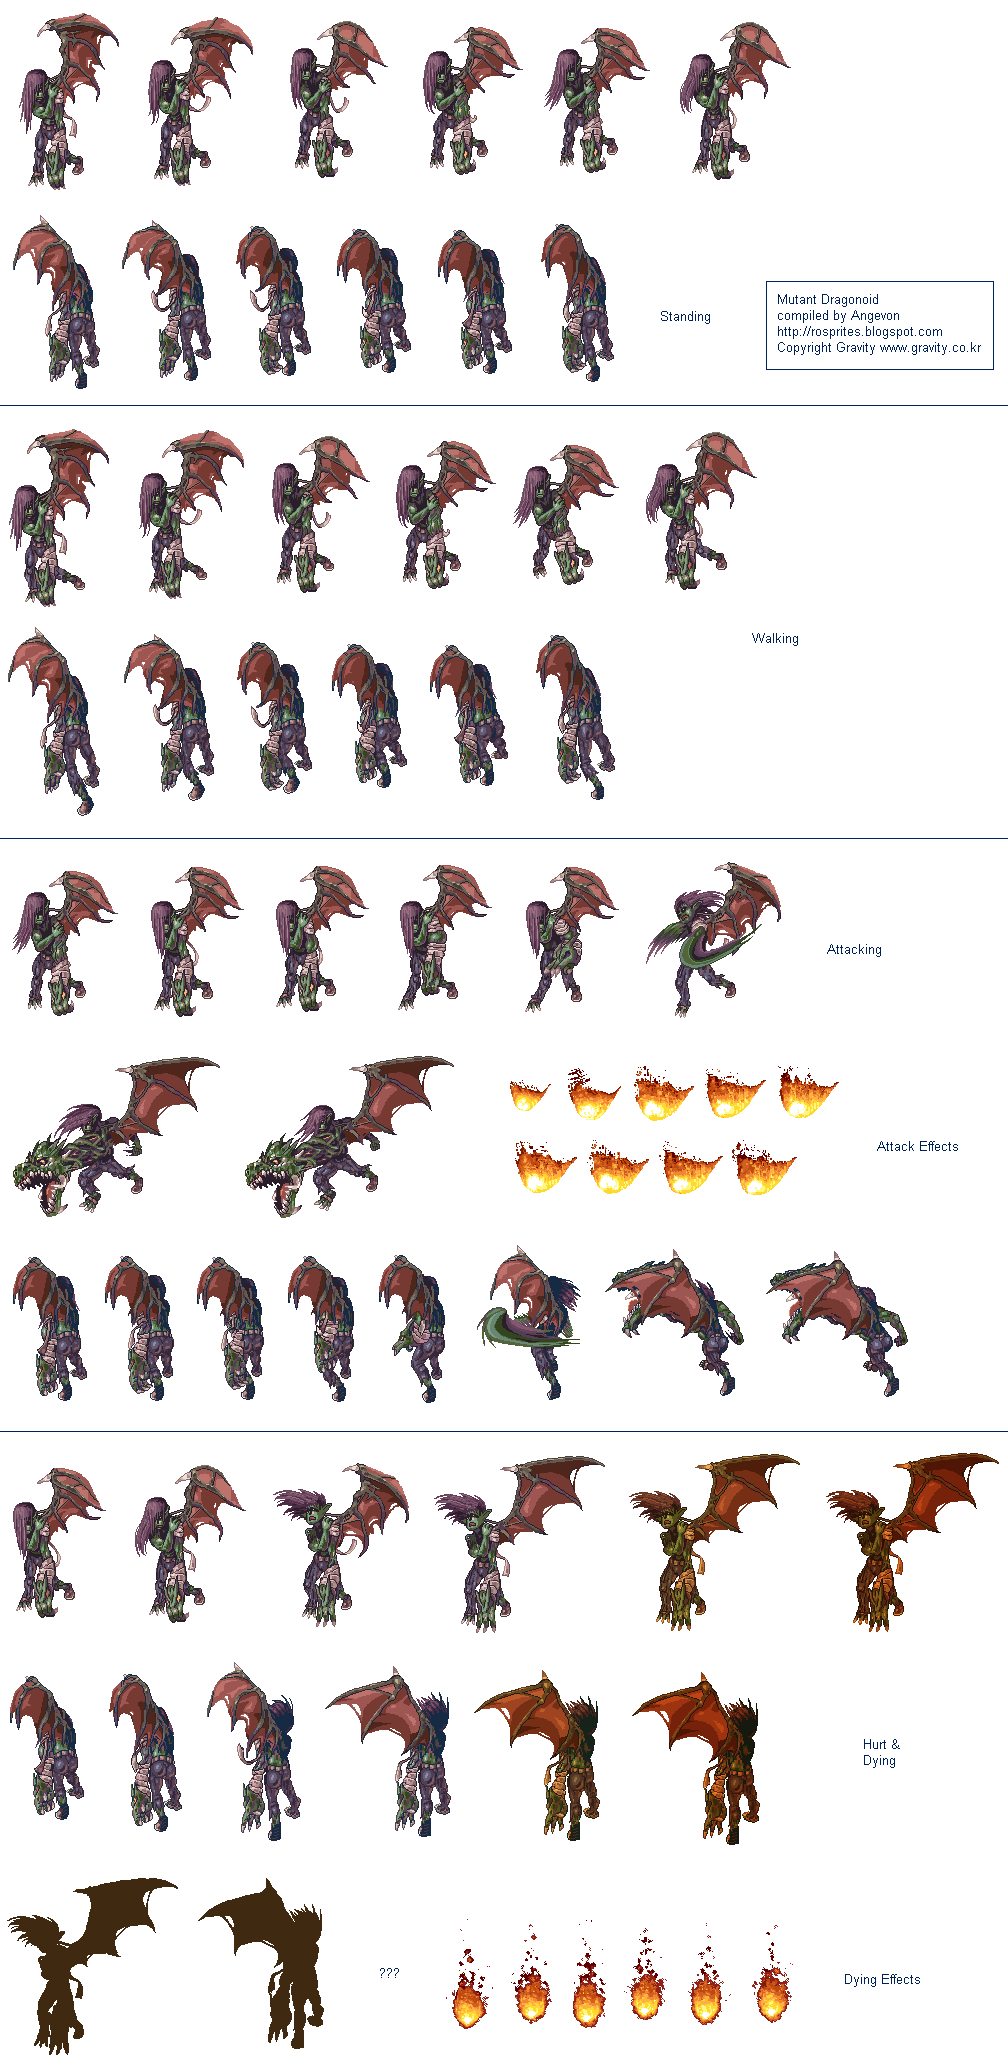 Standing
Mutant Dragonoid
compiled by Angevon
http://rosprites.blogspot.com
Copyright Gravity www.gravity.co.kr
Walking
Attacking
Attack Effects
Hurt &
Dying
???
Dying Effects